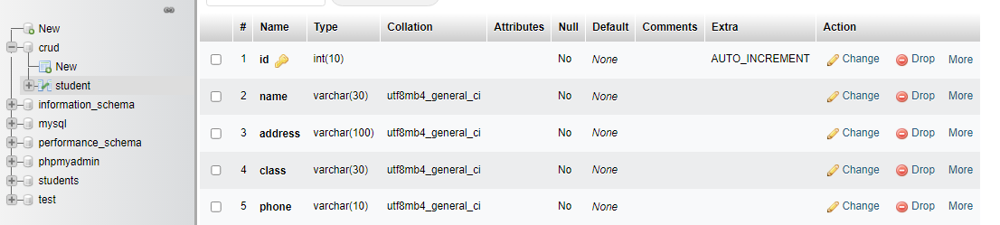 New
crud
New
student
information_schema
mysql
performance_schema
phpmyadmin
students
test
# Name Type Collation Attributes Null Default Comments Extra Action
1 id int(10) No None AUTO_INCREMENT Change Drop More
2 name varchar(30) utf8mb4_general_ci No None Change Drop More
3 address varchar(100) utf8mb4_general_ci No None Change Drop More
4 class varchar(30) utf8mb4_general_ci No None Change Drop More
5 phone varchar(10) utf8mb4_general_ci No None Change Drop More